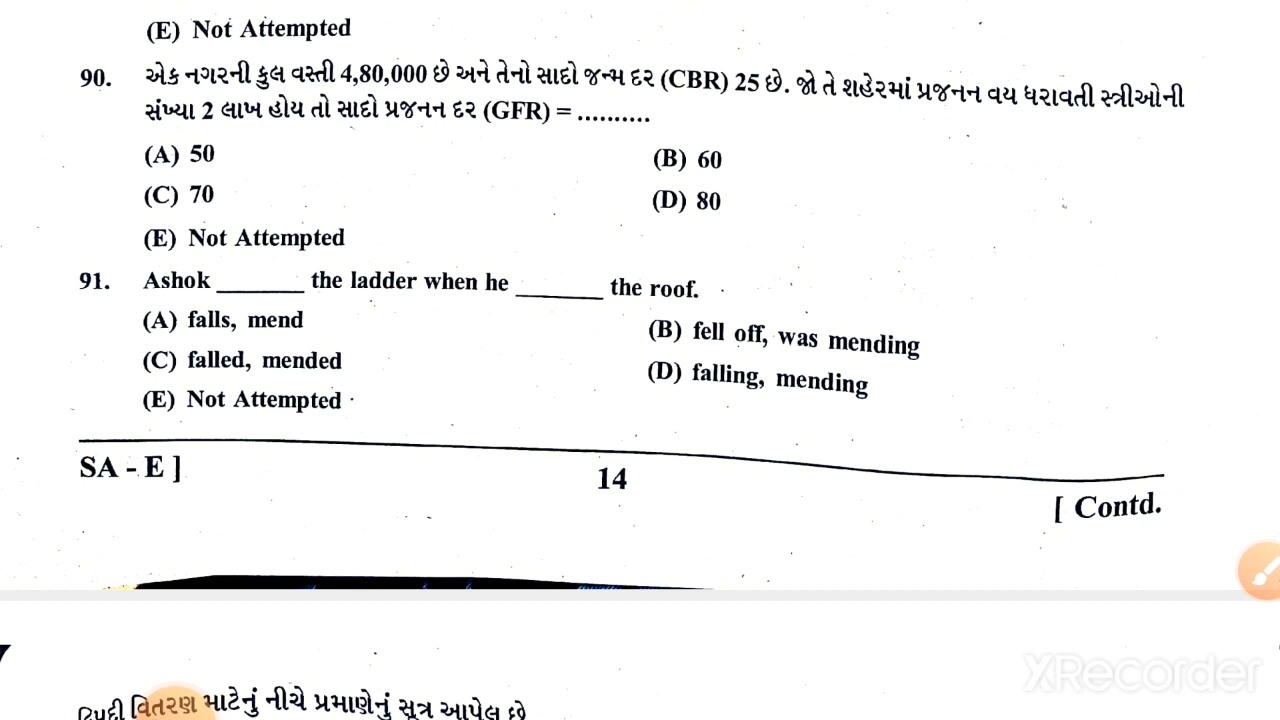 (E) Not Attempted
90. એક નગરની કુલ વસ્તી 4,80,000 છે અને તેનો સાદો જન્મ દર (CBR) 25 છે. જો તે શહેરમાં પ્રજનન વય ધરાવતી સ્ત્રીઓની
સંખ્યા 2 લાખ હોય તો સાદો પ્રજનન દર (GFR) = ..........
(A) 50 (B) 60
(C) 70 (D) 80
(E) Not Attempted
91. Ashok _______ the ladder when he _______ the roof.
(A) falls, mend (B) fell off, was mending
(C) falled, mended (D) falling, mending
(E) Not Attempted
SA - E ] 14 [ Contd.
XRecorder
વિતરણ માટેનું નીચે પ્રમાણેનું સૂત્ર આપેલ છે